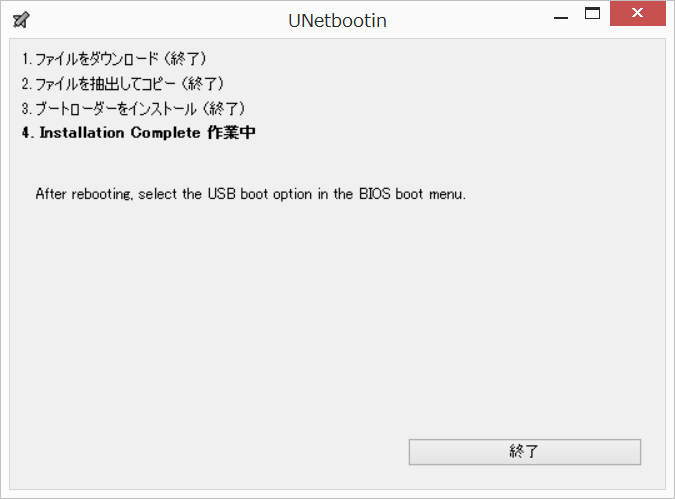 UNetbootin
1. ファイルをダウンロード (終了)
2. ファイルを抽出してコピー (終了)
3. ブートローダーをインストール (終了)
4. Installation Complete 作業中
After rebooting, select the USB boot option in the BIOS boot menu.
終了